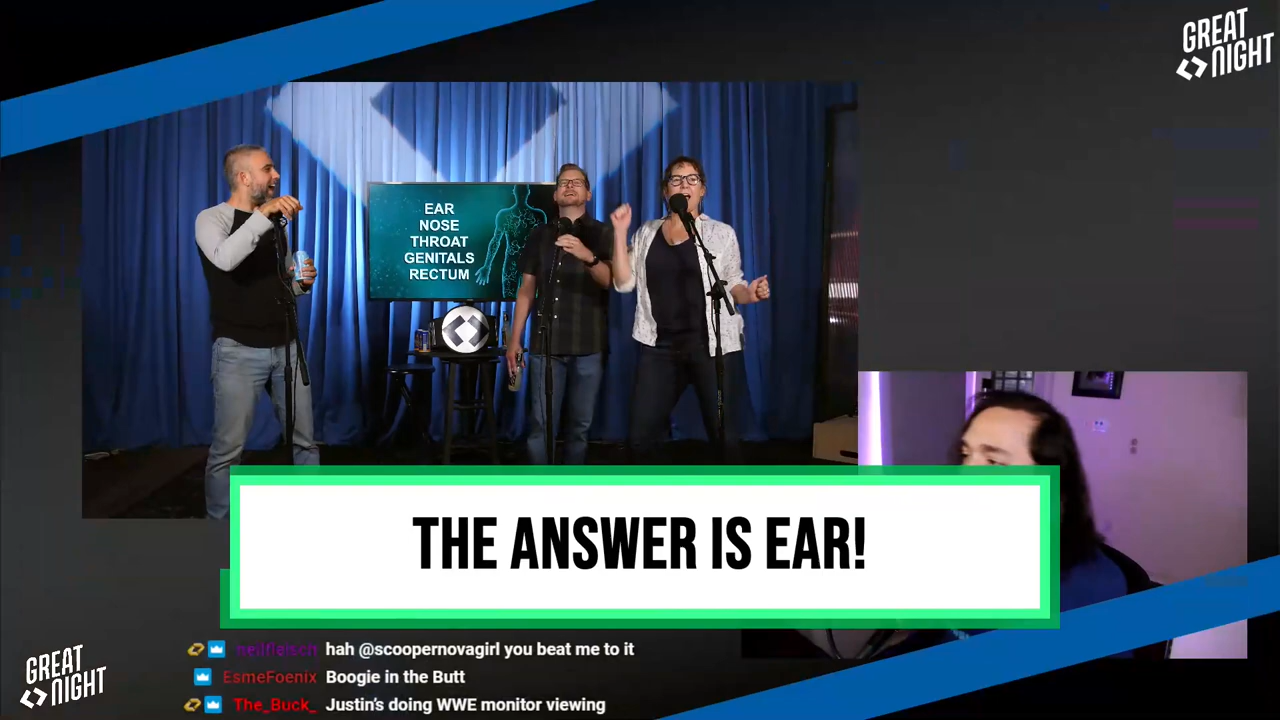 GREAT
NIGHT
EAR
NOSE
THROAT
GENITALS
RECTUM
THE ANSWER IS EAR!
GREAT
NIGHT
neilfleisch hah @scoopernovagirl you beat me to it
EsmeFoenix Boogie in the Butt
The_Buck_ Justin's doing WWE monitor viewing